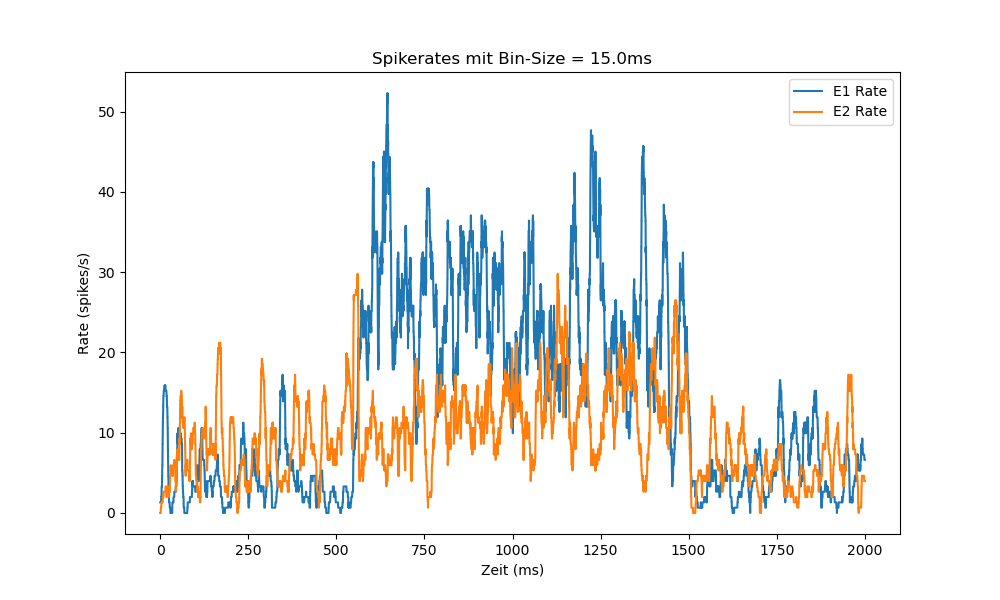 Spikerates mit Bin-Size = 15.0ms
E1 Rate
E2 Rate
Rate (spikes/s)
50
40
30
20
10
0
0 250 500 750 1000 1250 1500 1750 2000
Zeit (ms)